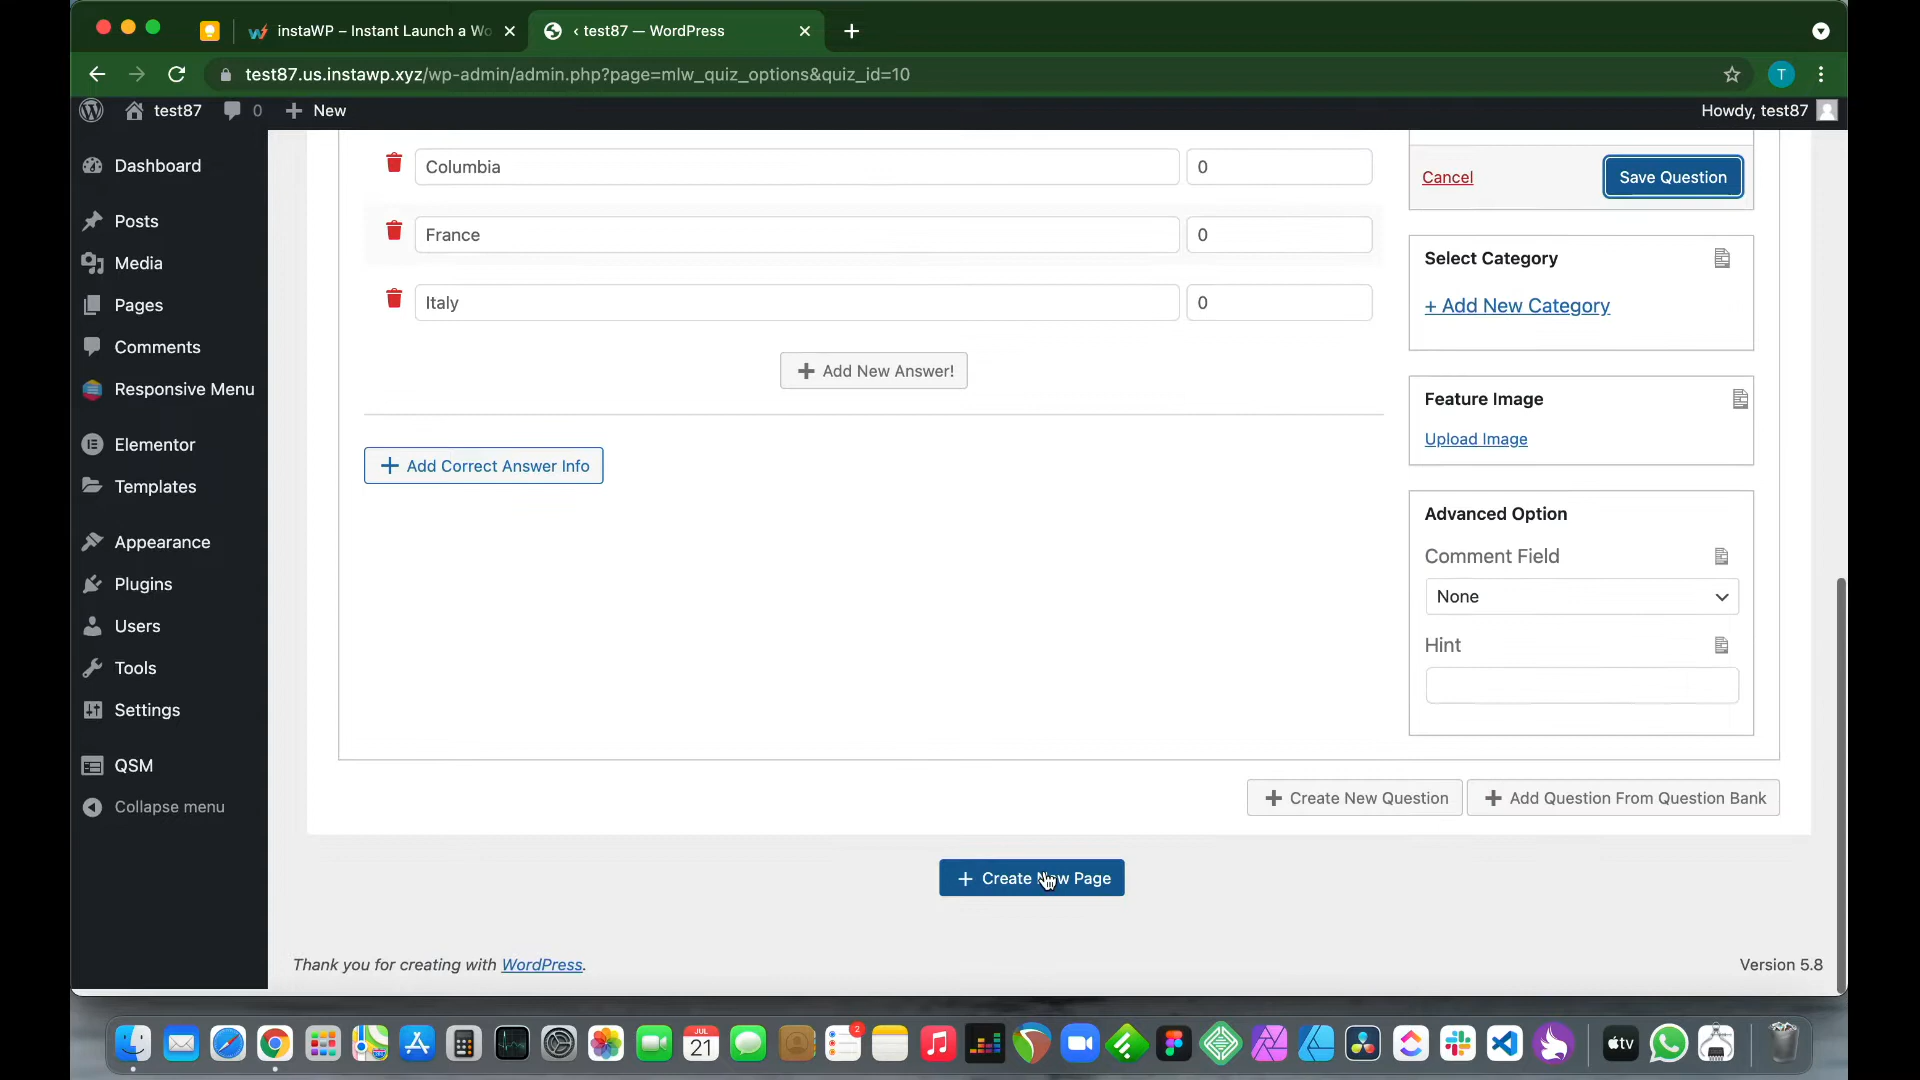 instaWP – Instant Launch a Wo
‹ test87 — WordPress
test87.us.instawp.xyz/wp-admin/admin.php?page=mlw_quiz_options&quiz_id=10
T
test87
0
New
Howdy, test87
Dashboard
Posts
Media
Pages
Comments
Responsive Menu
Elementor
Templates
Appearance
Plugins
Users
Tools
Settings
QSM
Collapse menu
Columbia
0
France
0
Italy
0
Add New Answer!
Add Correct Answer Info
Cancel
Save Question
Select Category
+ Add New Category
Feature Image
Upload Image
Advanced Option
Comment Field
None
Hint
Create New Question
Add Question From Question Bank
Create New Page
Thank you for creating with WordPress.
Version 5.8
JUL
21
2
tv